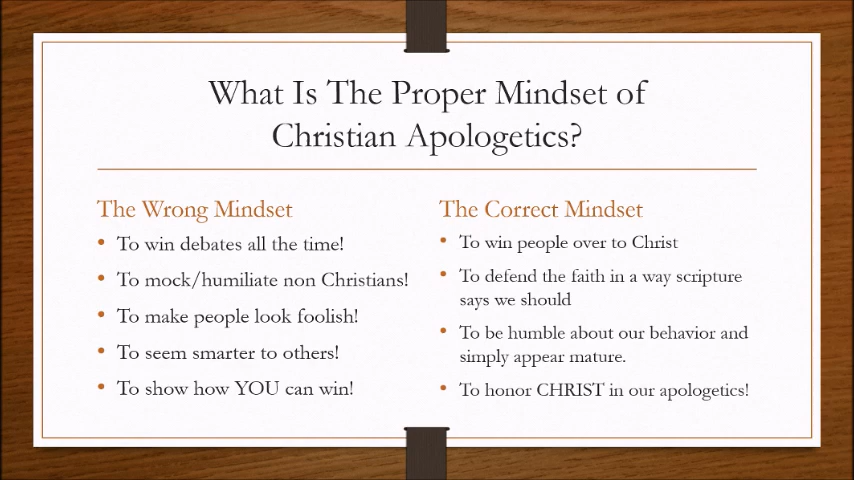 What Is The Proper Mindset of
Christian Apologetics?
The Wrong Mindset
• To win debates all the time!
• To mock/humiliate non Christians!
• To make people look foolish!
• To seem smarter to others!
• To show how YOU can win!
The Correct Mindset
• To win people over to Christ
• To defend the faith in a way scripture
says we should
• To be humble about our behavior and
simply appear mature.
• To honor CHRIST in our apologetics!